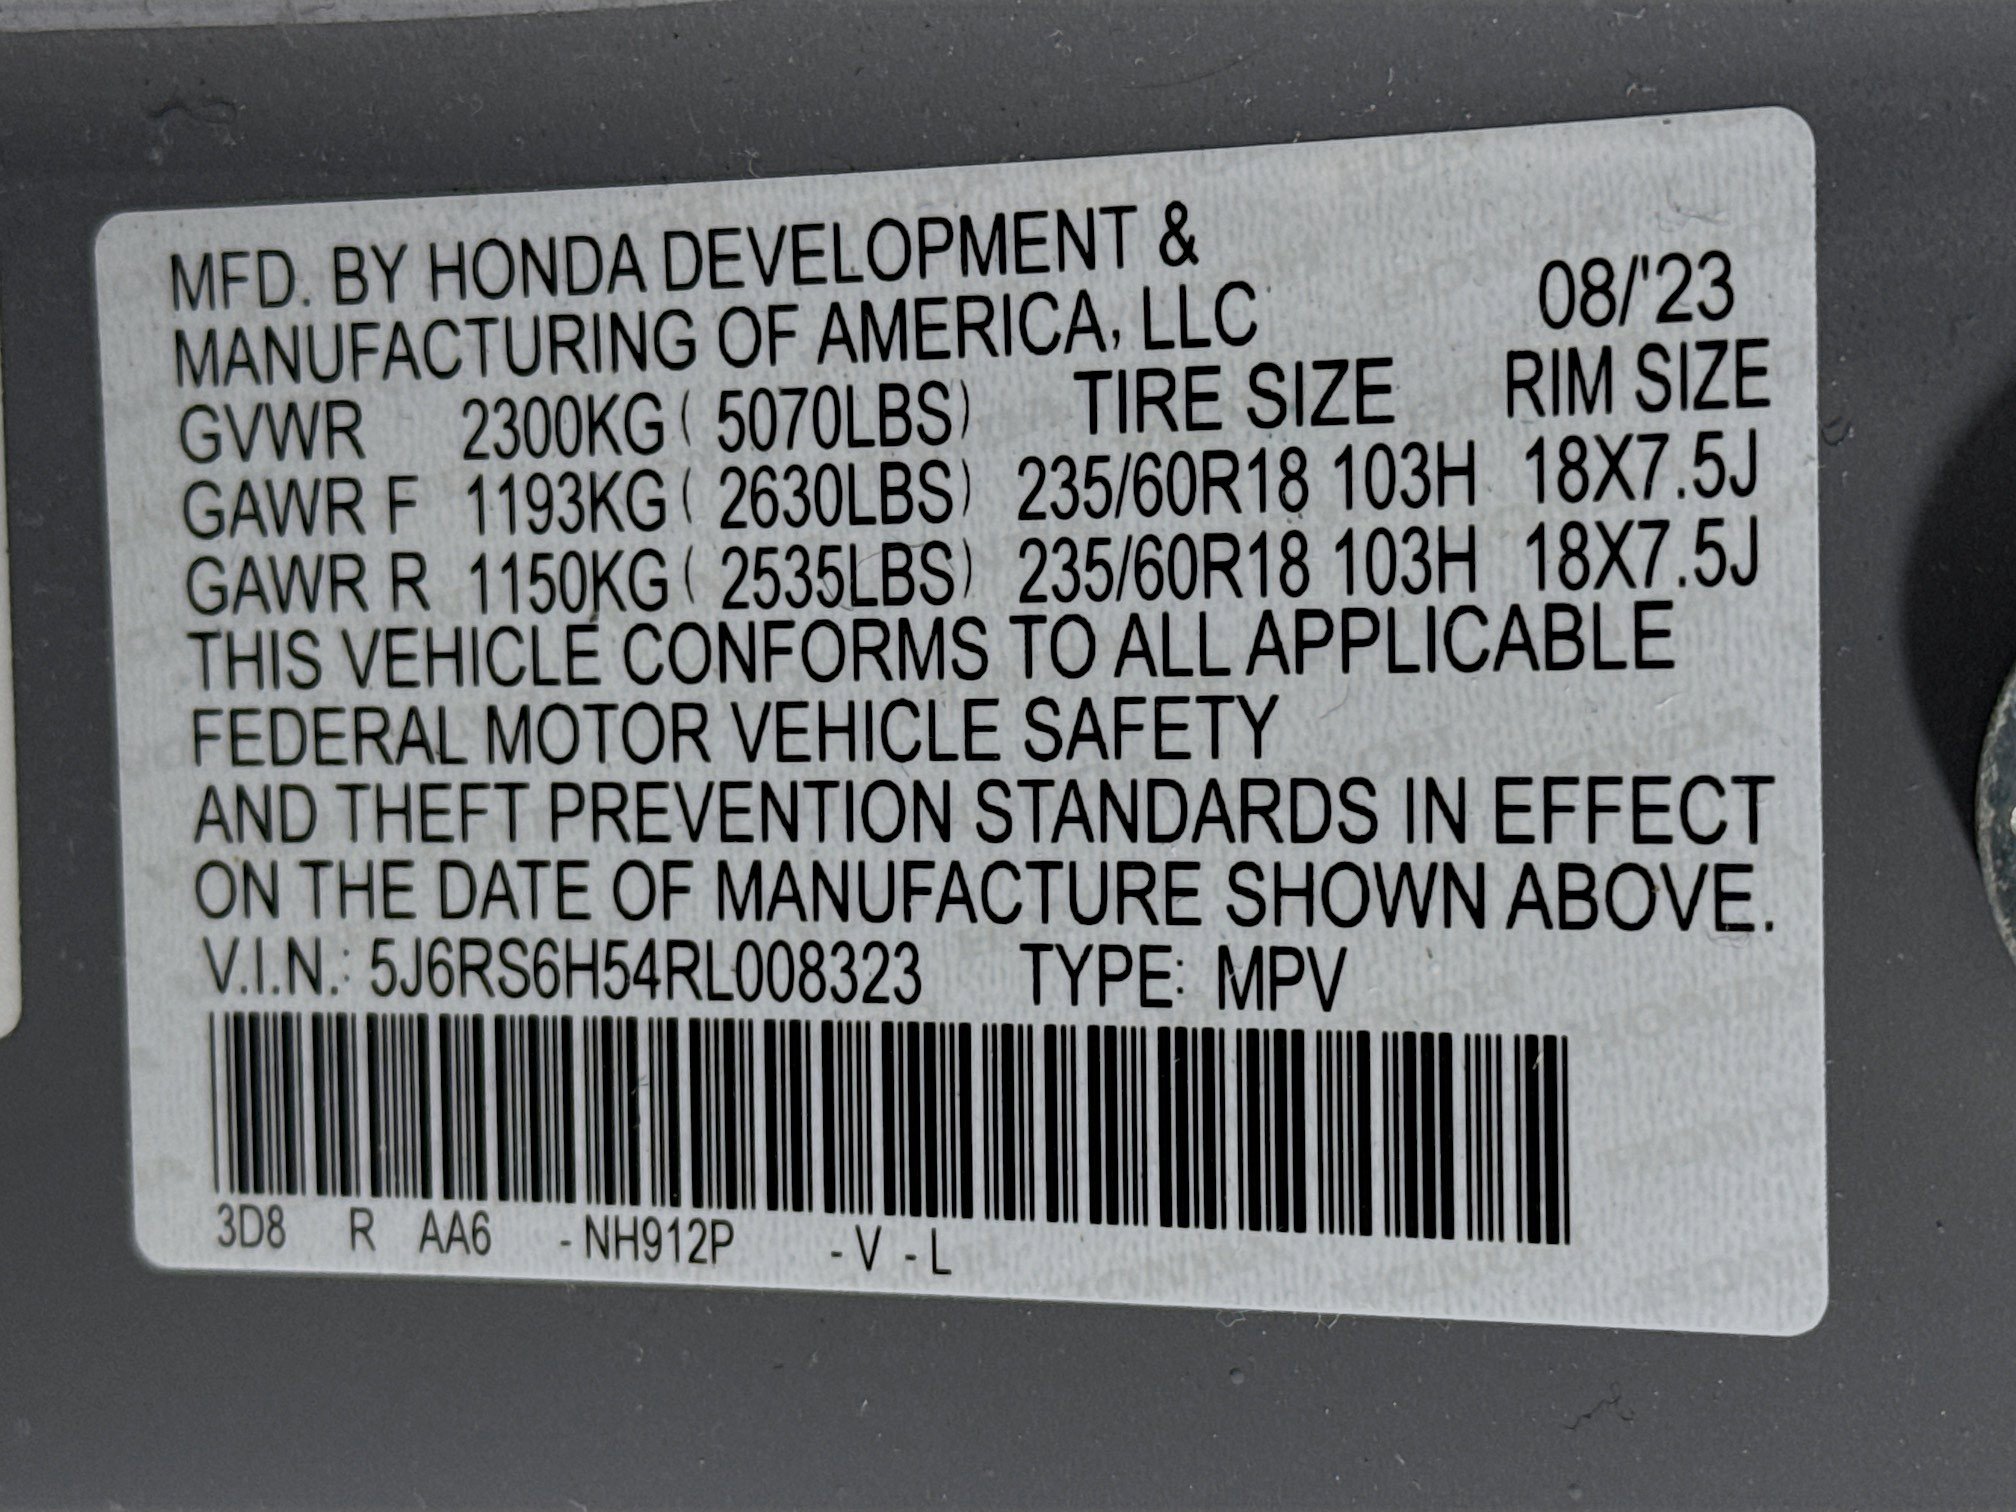 MFD. BY HONDA DEVELOPMENT &
MANUFACTURING OF AMERICA, LLC 08/'23
GVWR 2300KG ( 5070LBS) TIRE SIZE RIM SIZE
GAWR F 1193KG ( 2630LBS) 235/60R18 103H 18X7.5J
GAWR R 1150KG ( 2535LBS) 235/60R18 103H 18X7.5J
THIS VEHICLE CONFORMS TO ALL APPLICABLE
FEDERAL MOTOR VEHICLE SAFETY
AND THEFT PREVENTION STANDARDS IN EFFECT
ON THE DATE OF MANUFACTURE SHOWN ABOVE.
V.I.N.: 5J6RS6H54RL008323 TYPE: MPV
3D8 R AA6 - NH912P - V - L